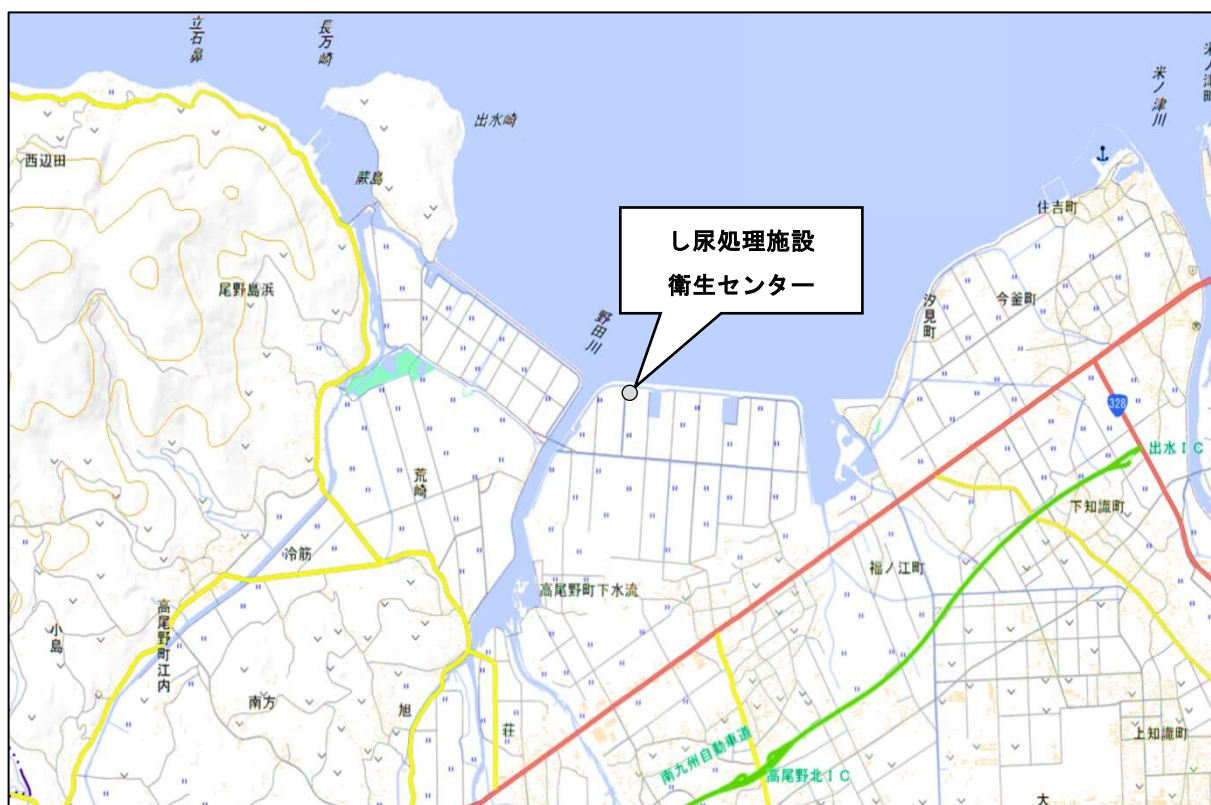 立石鼻
長万崎
米ノ津川
米ノ津町
出水崎
西辺田
蕨島
住吉町
し尿処理施設
衛生センター
尾野島浜
野田川
汐見町
今釜町
328
出水IC
荒崎
下知識町
冷筋
福ノ江町
高尾野町下水流
小島
高尾野町江内
南方
旭
荘
上知識町
南九州自動車道
高尾野北IC
大